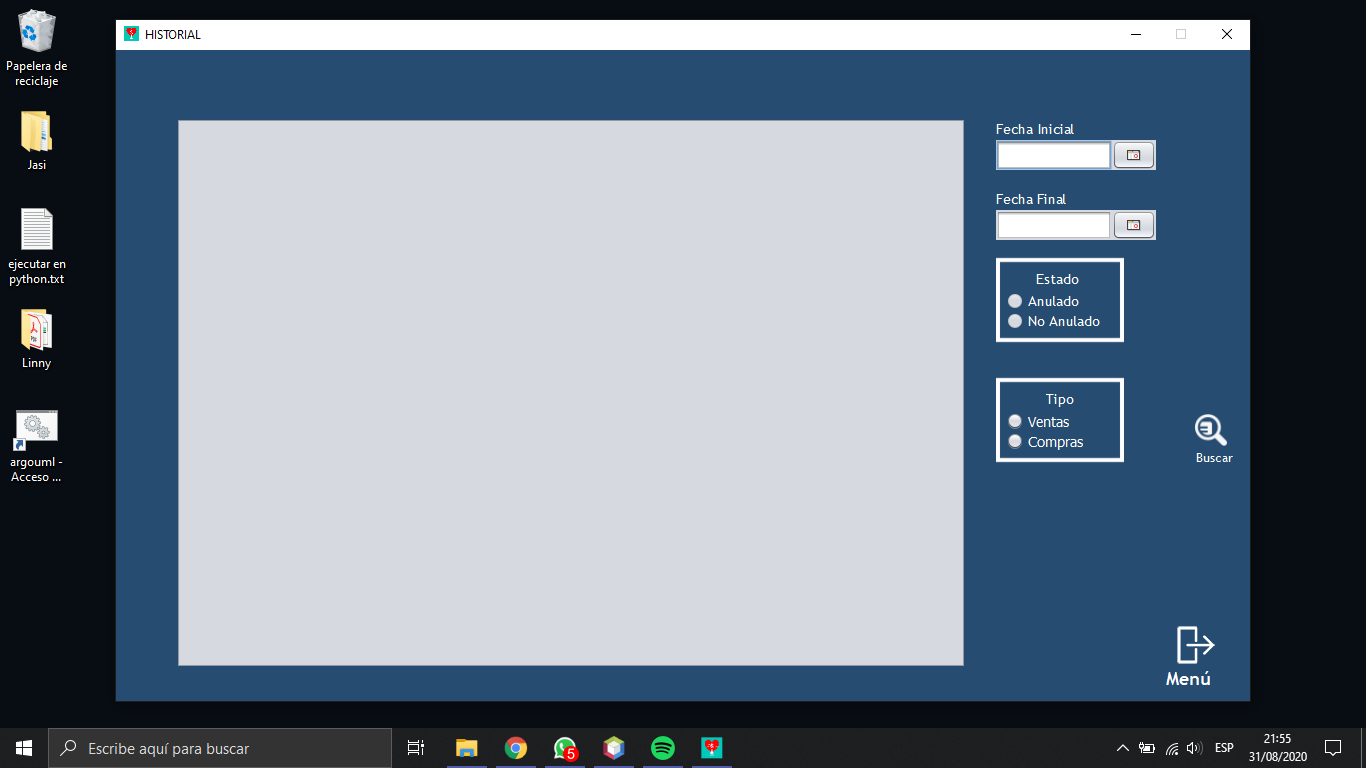 HISTORIAL
Papelera de
reciclaje
Jasi
ejecutar en
python.txt
Linny
argouml -
Acceso ...
Fecha Inicial
Fecha Final
Estado
Anulado
No Anulado
Tipo
Ventas
Compras
Buscar
Menú
Escribe aquí para buscar
5
ESP
21:55
31/08/2020